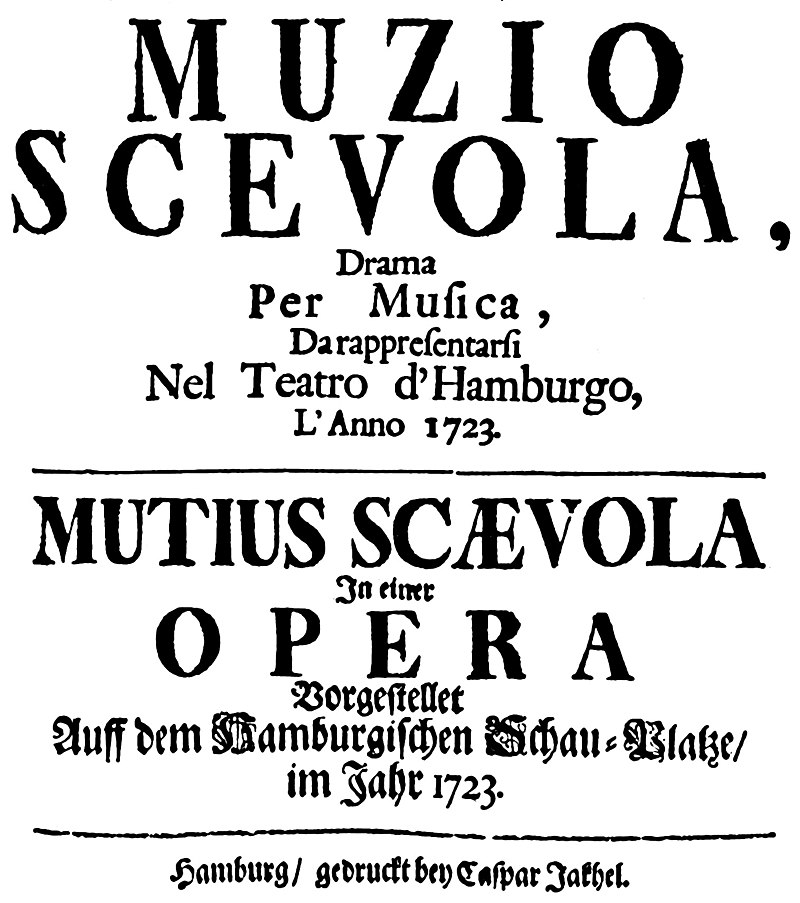 MUZIO
SCEVOLA,
Drama
Per Muſica,
Da rappreſentarſi
Nel Teatro d'Hamburgo,
L'Anno 1723.
MUTIUS SCÆVOLA
In einer
OPERA
Vorgeſtellet
Auff dem Hamburgiſchen Schau⸗Platze/
im Jahr 1723.
Hamburg/ gedruckt bey Caſpar Jakhel.